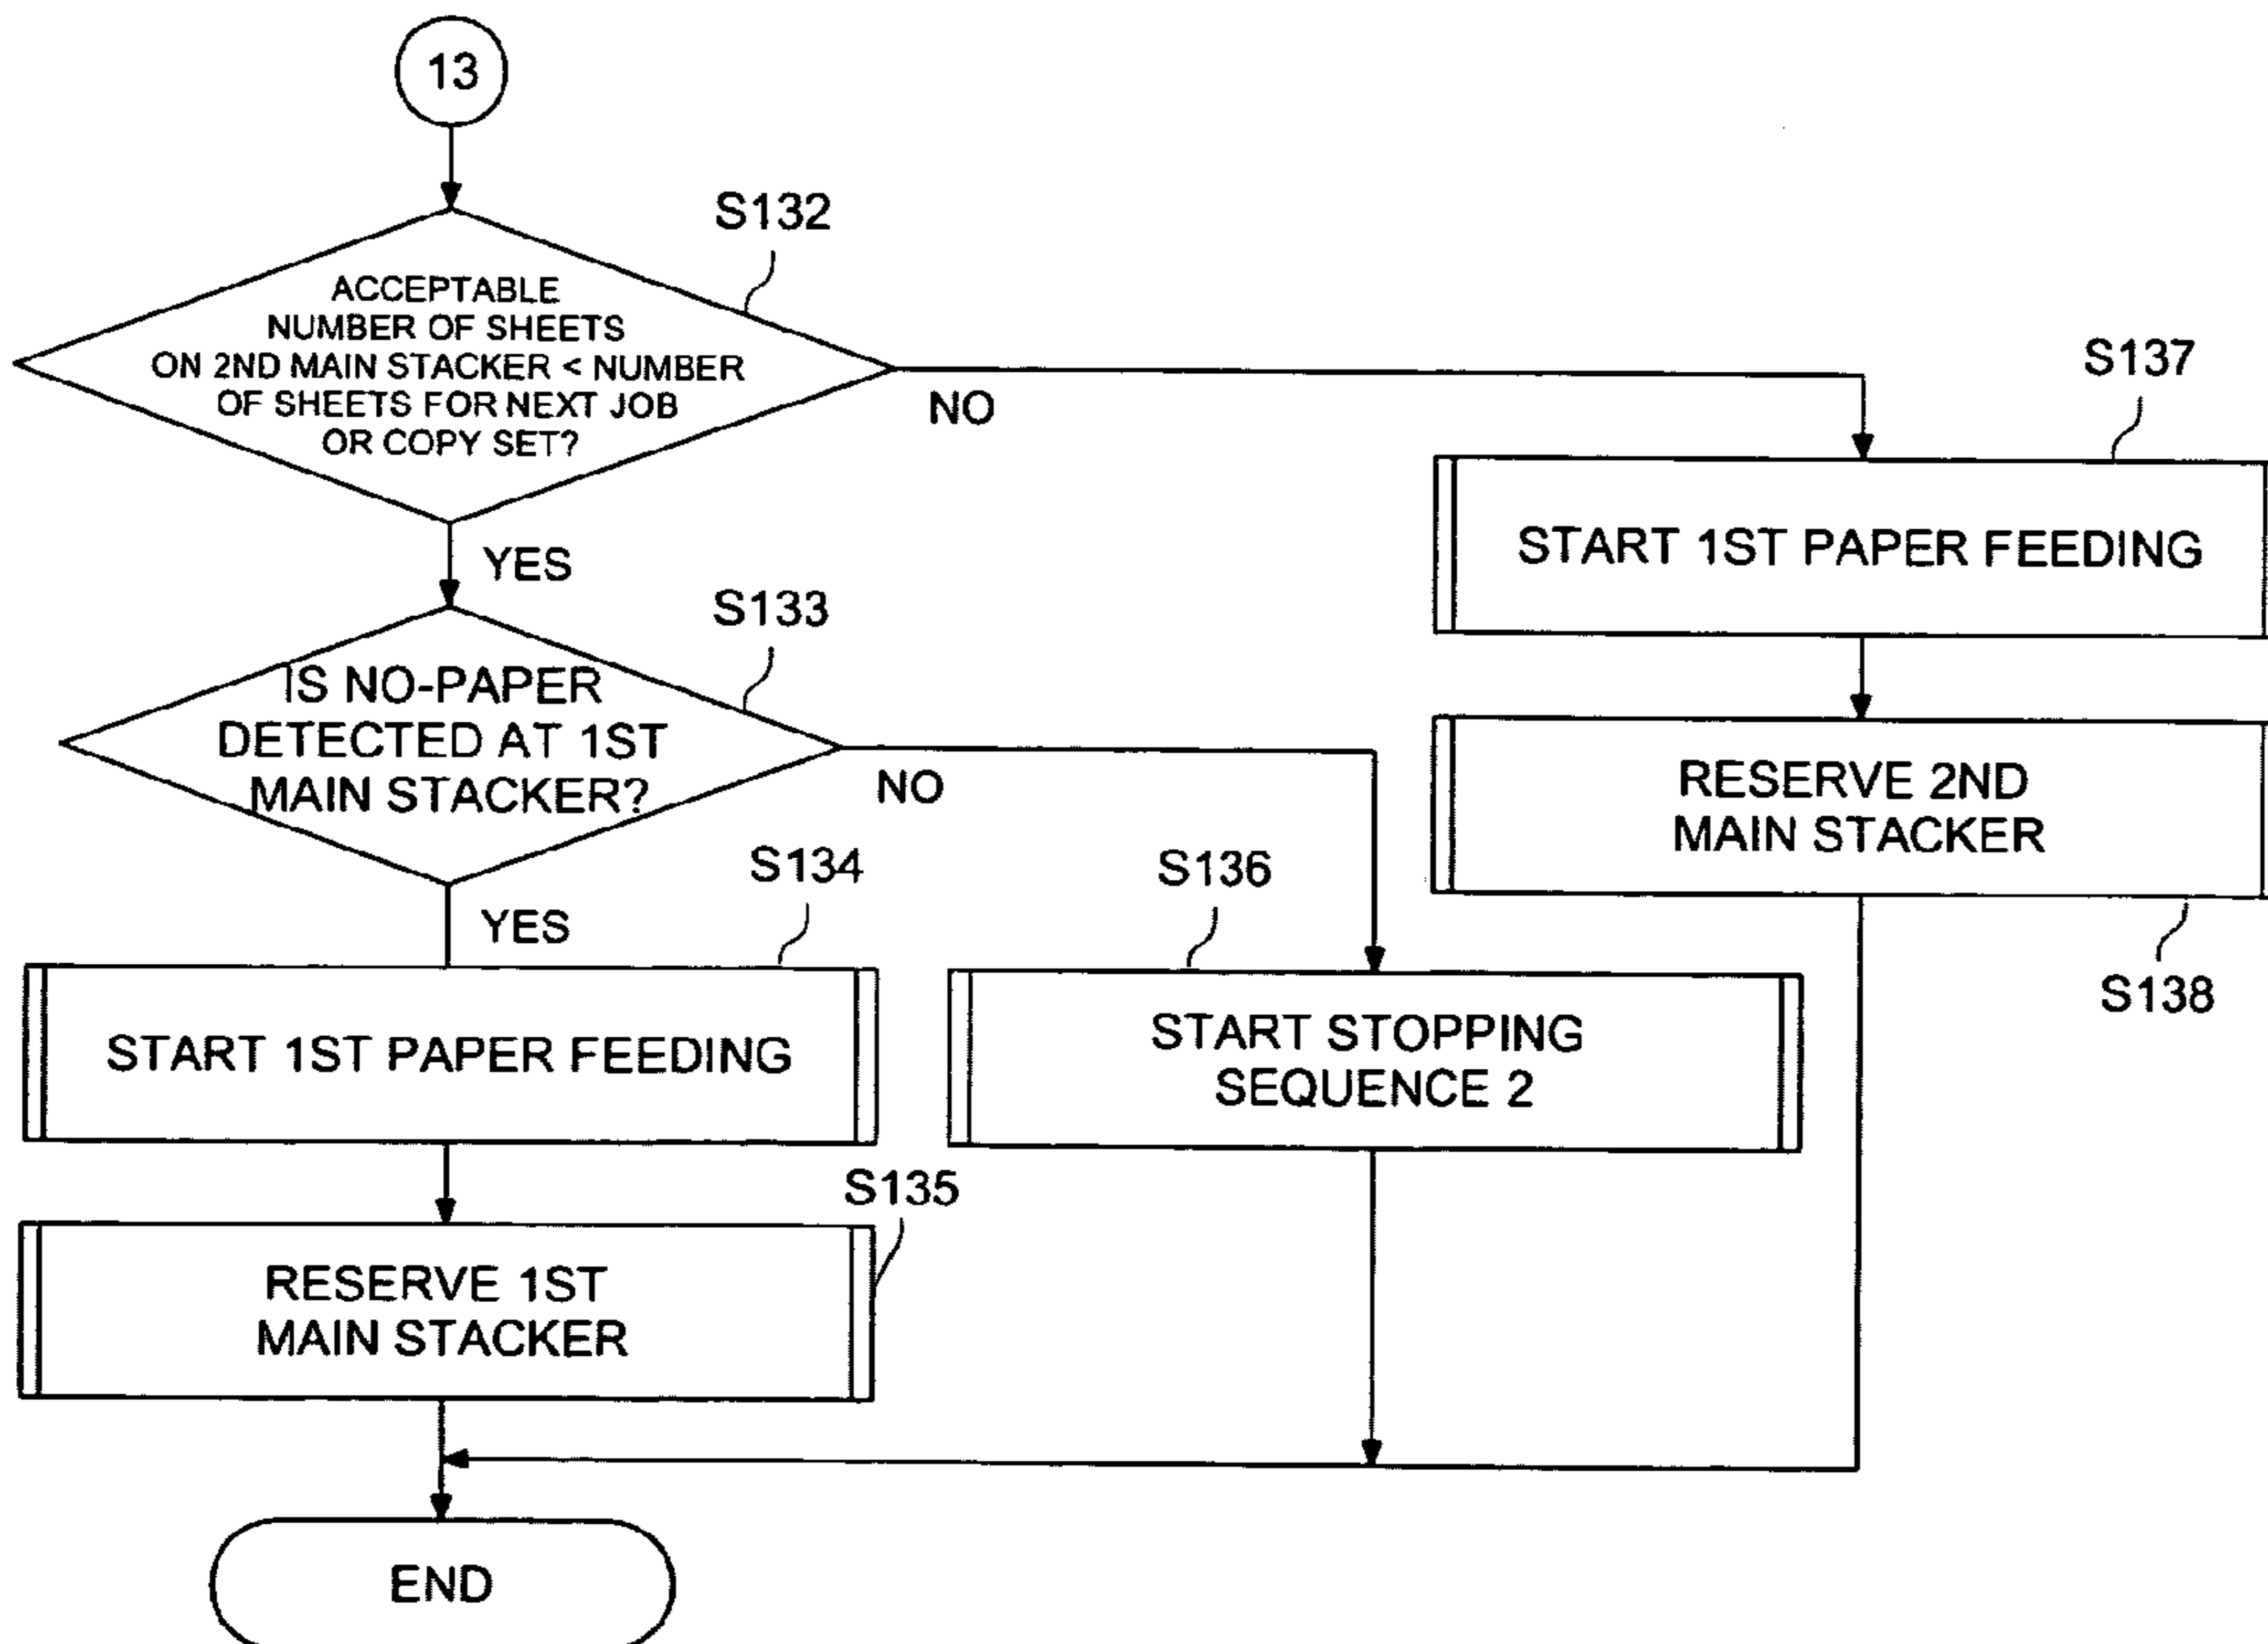 13
S132
ACCEPTABLE
NUMBER OF SHEETS
ON 2ND MAIN STACKER < NUMBER
OF SHEETS FOR NEXT JOB
OR COPY SET?
NO
YES
S137
START 1ST PAPER FEEDING
S133
IS NO-PAPER
DETECTED AT 1ST
MAIN STACKER?
NO
YES
RESERVE 2ND
MAIN STACKER
S138
S134
START 1ST PAPER FEEDING
S136
START STOPPING
SEQUENCE 2
S135
RESERVE 1ST
MAIN STACKER
END